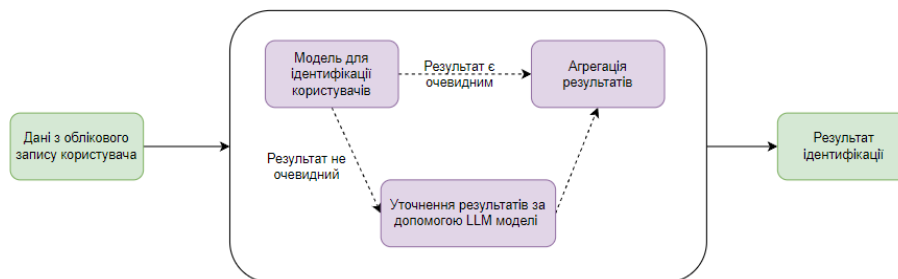 Модель для
ідентифікації
користувачів
Результат є
очевидним
Агрегація
результатів
Дані з облікового
запису користувача
Результат не
очевидний
Уточнення результатів за
допомогою LLM моделі
Результат
ідентифікації